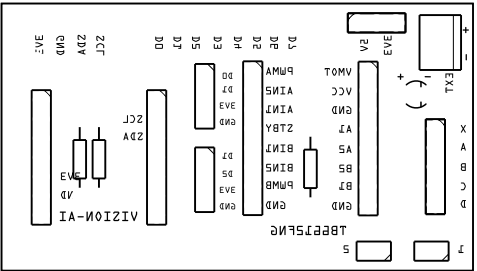 3V3 GND SDA SCL
D0 D1 D2 D3 D4 D5 D6 D7
5V 3V3
+
-
EXT
+ -
D0
D1
3V3
GND
D1
D2
3V3
GND
PWMA
AIN2
AIN1
STBY
BIN1
BIN2
PWMB
GND
VMOT
VCC
GND
A1
A2
B2
B1
GND
X
A
B
C
D
SCL
SDA
3V3
VISION-AI
TB6612FNG
2
1